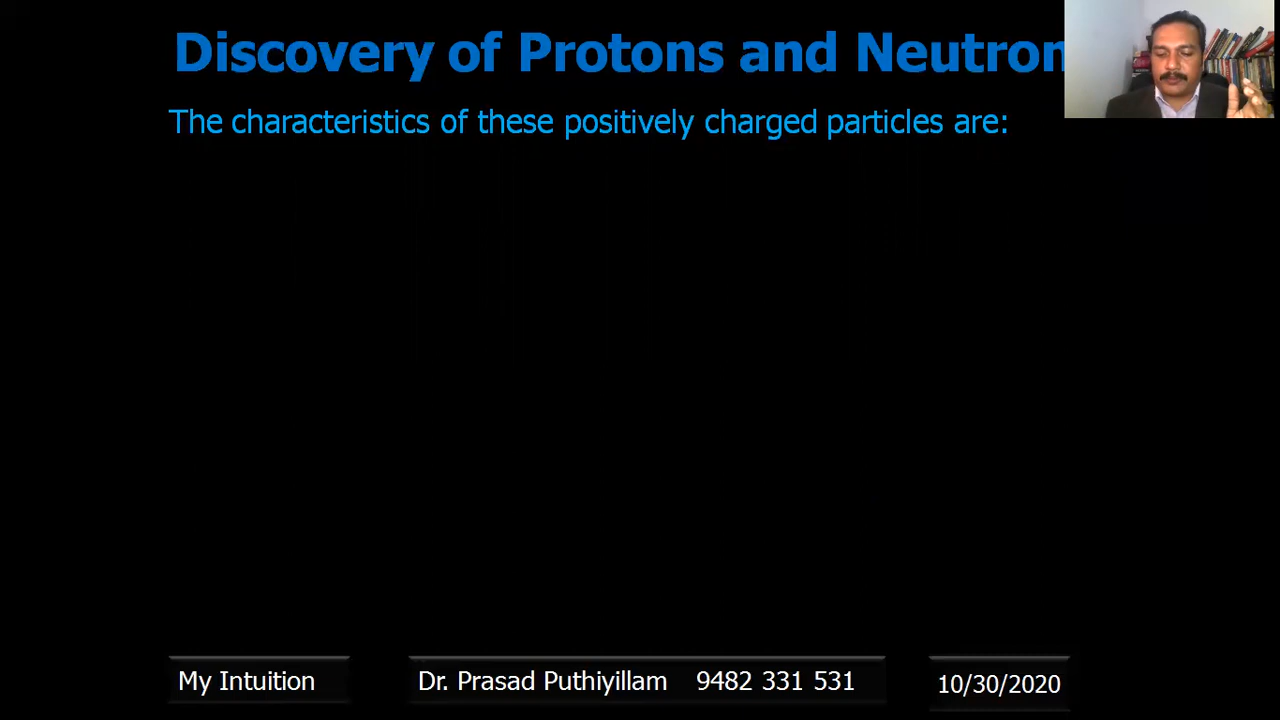 Discovery of Protons and Neutron
The characteristics of these positively charged particles are:
My Intuition
Dr. Prasad Puthiyillam 9482 331 531
10/30/2020